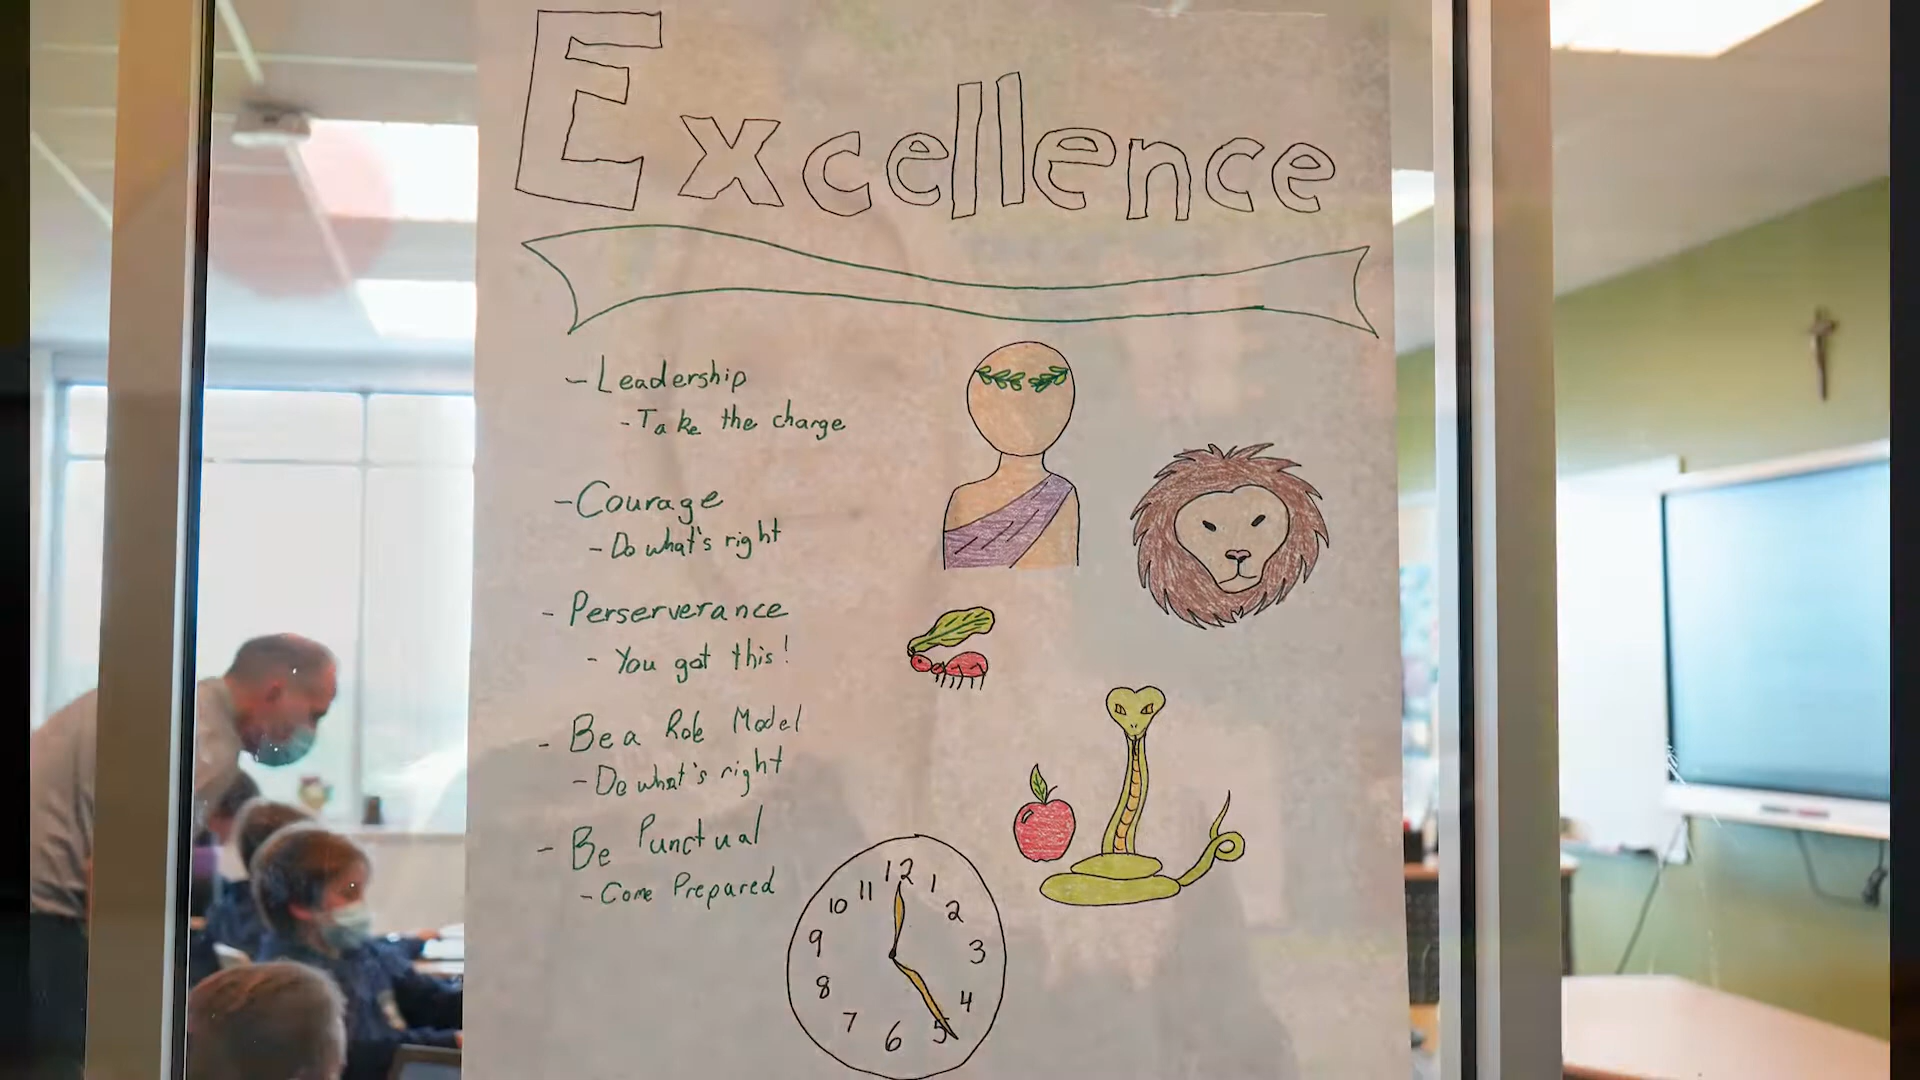 Excellence
- Leadership
- Take the charge
- Courage
- Do what's right
- Perserverance
- You got this!
- Be a Role Model
- Do what's right
- Be Punctual
- Come Prepared
12
11 1
10 2
9 3
8 4
7 5
6